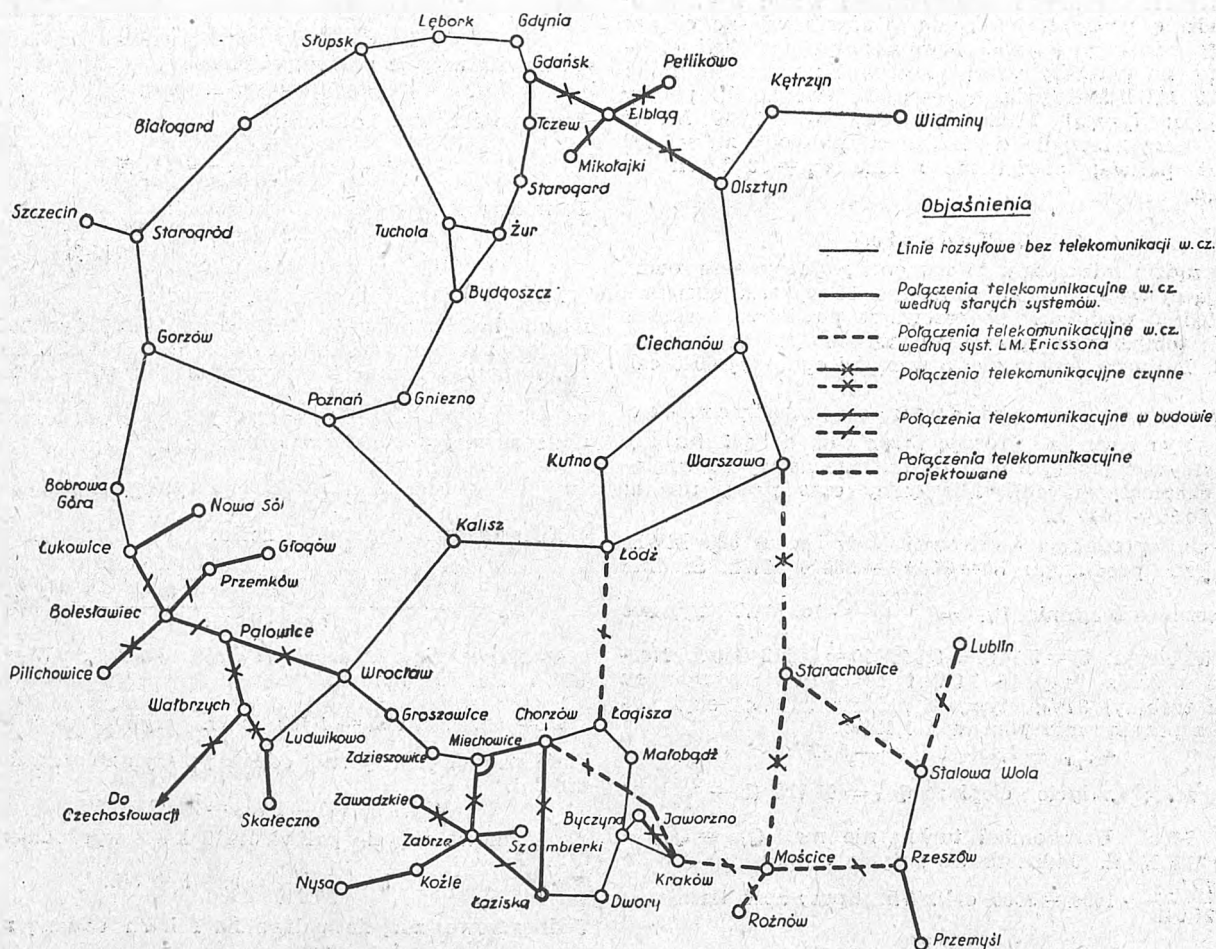 Lębork
Gdynia
Słupsk
Gdańsk
Petlikowo
Kętrzyn
Białogard
Tczew
Elbląg
Widminy
Mikołajki
Starogard
Olsztyn
Szczecin
Starogród
Tuchola
Żur
Bydgoszcz
Gorzów
Ciechanów
Poznań
Gniezno
Kutno
Warszawa
Bobrowa
Góra
Nowa Sól
Kalisz
Łódź
Łukowice
Głogów
Przemków
Bolesławiec
Palowice
Pilichowice
Wrocław
Starachowice
Lublin
Wałbrzych
Groszowice
Chorzów
Łagisza
Ludwikowo
Zdzieszowice
Miechowice
Małobądź
Stalowa Wola
Do
Czechosłowacji
Skałeczno
Zawadzkie
Byczyna
Jaworzno
Zabrze
Szombierki
Mościce
Rzeszów
Nysa
Koźle
Kraków
Łaziska
Dwory
Rożnów
Przemyśl
Objaśnienia
Linie rozsyłowe bez telekomunikacji w. cz.
Połączenia telekomunikacyjne w. cz.
według starych systemów.
Połączenia telekomunikacyjne w. cz.
według syst. L.M. Ericssona
Połączenia telekomunikacyjne czynne
Połączenia telekomunikacyjne w budowie
Połączenia telekomunikacyjne
projektowane